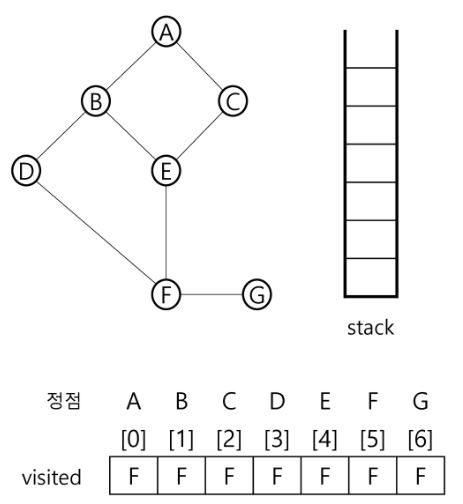 A
B
C
D
E
F
G
stack
정점 A B C D E F G
[0] [1] [2] [3] [4] [5] [6]
visited F F F F F F F